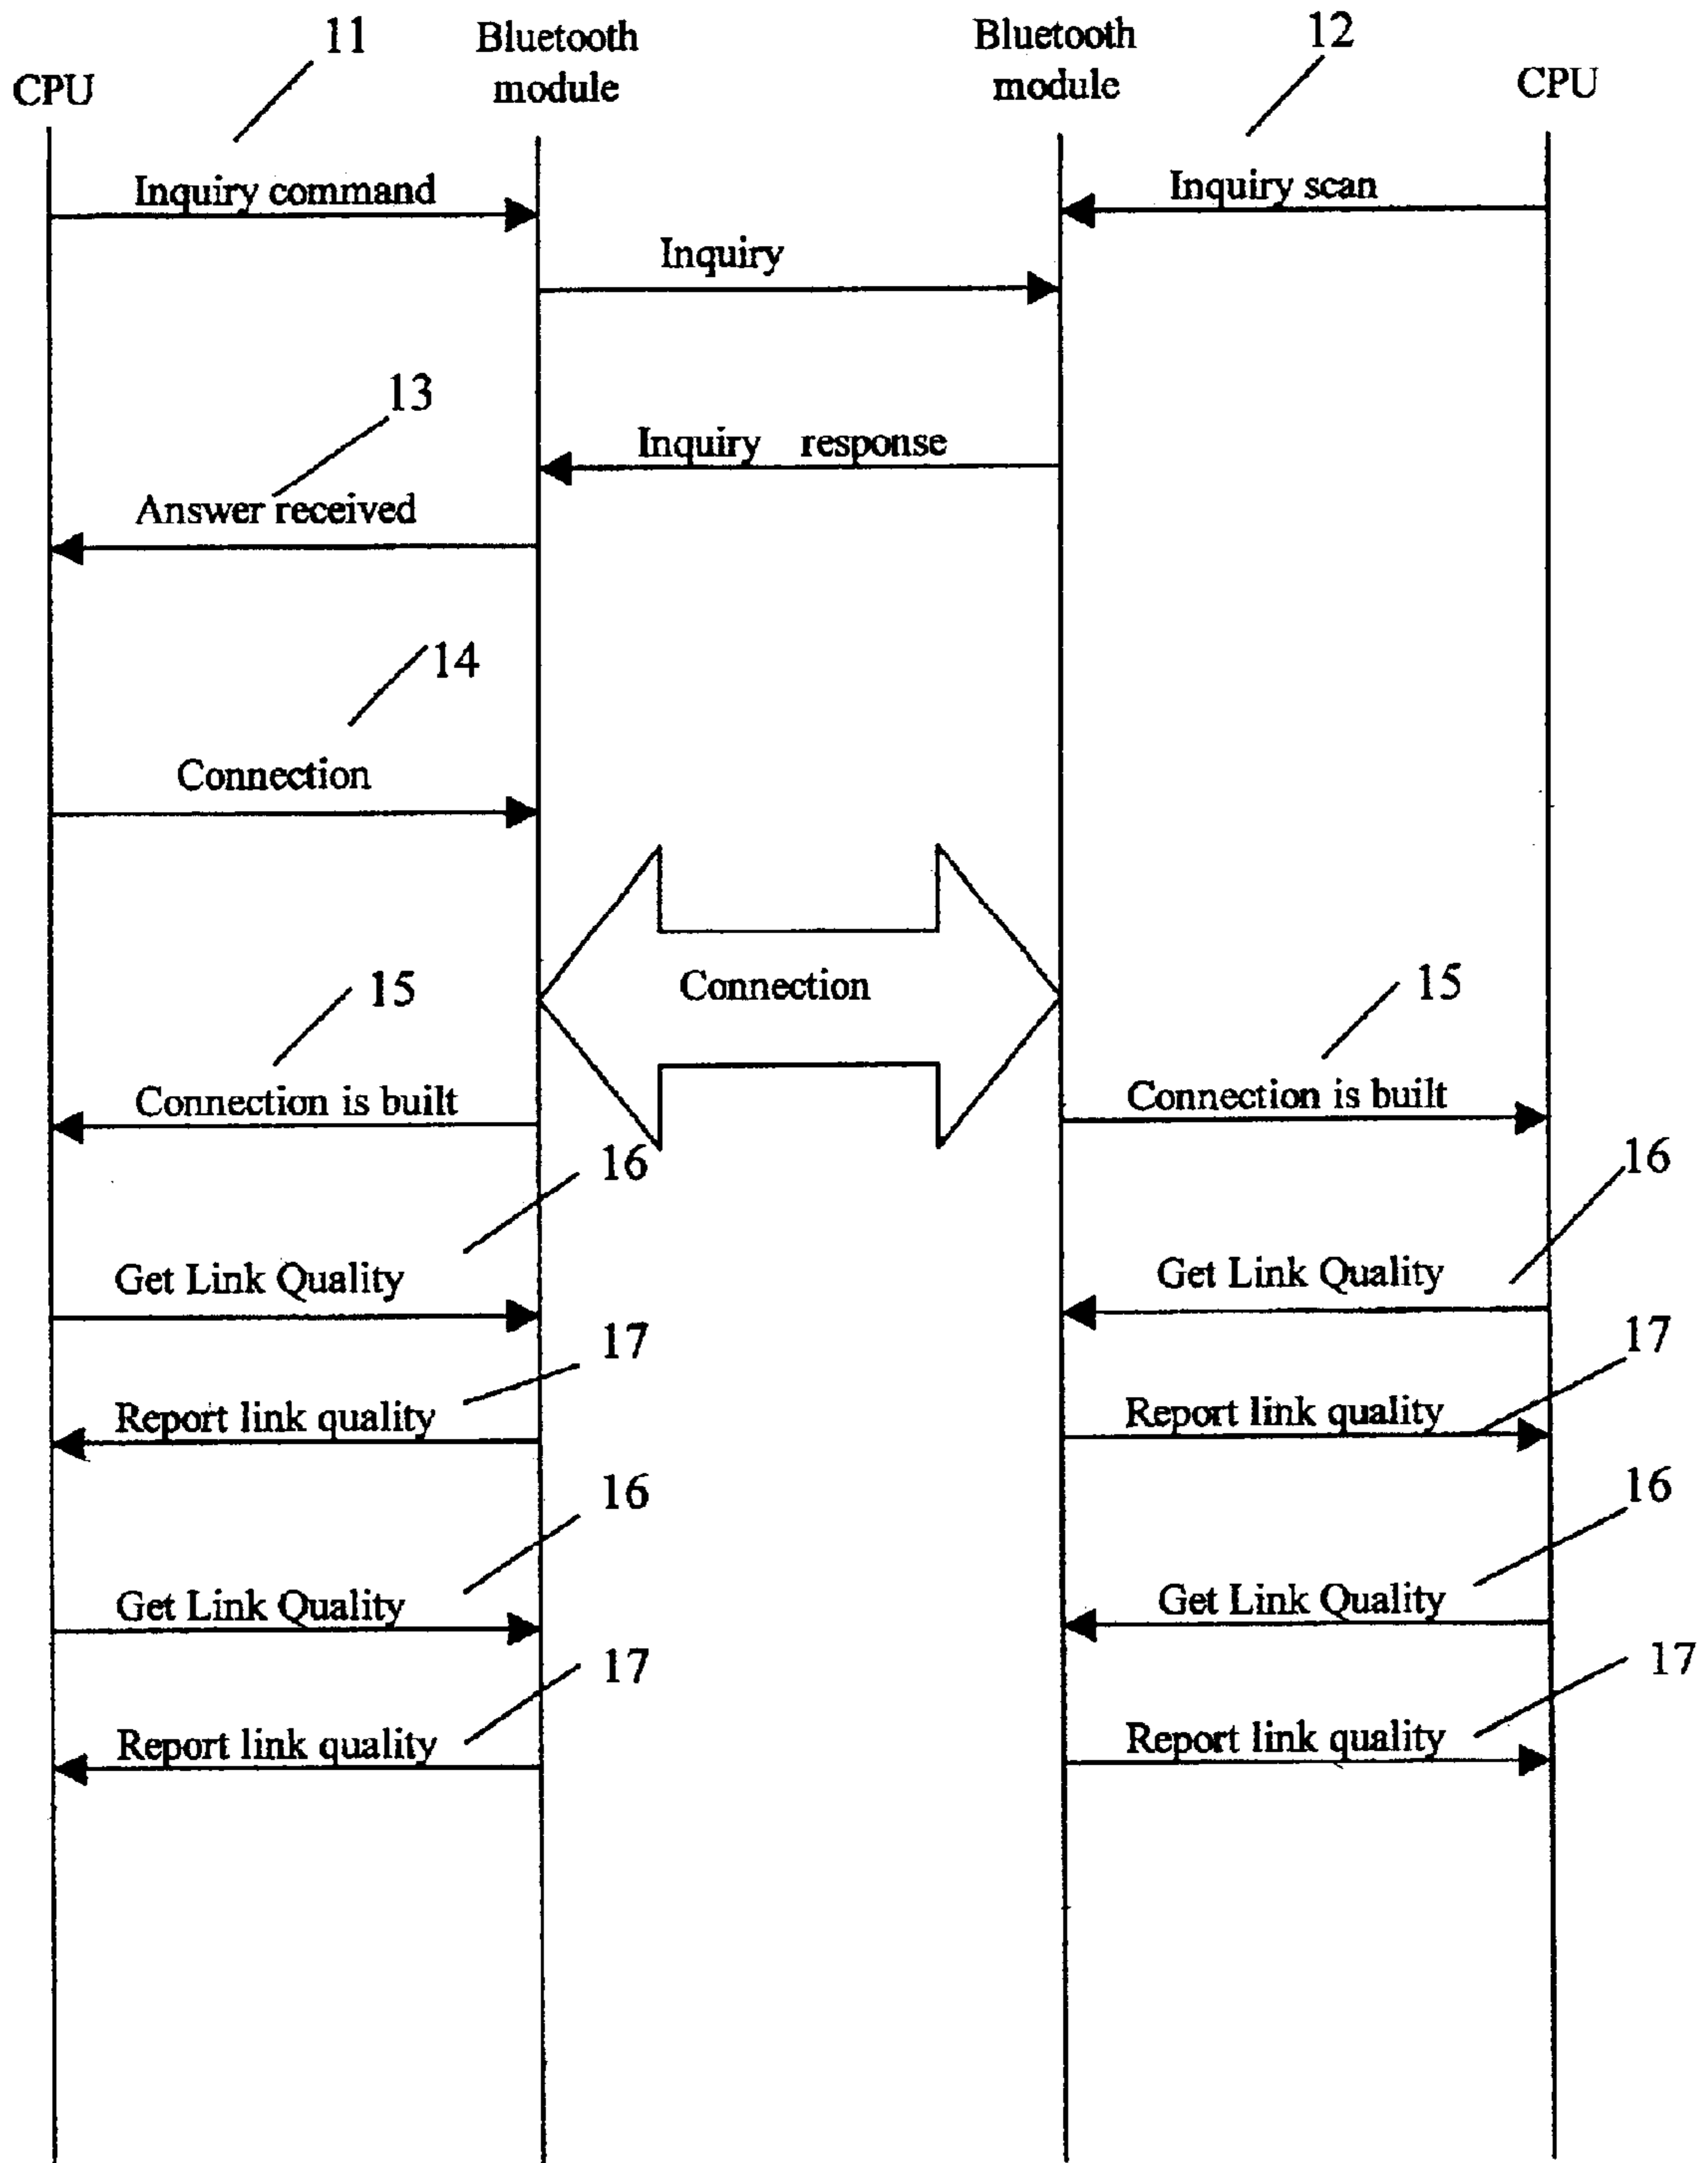 11
Bluetooth
module
Bluetooth
module
12
CPU
CPU
Inquiry command
Inquiry scan
Inquiry
13
Inquiry response
Answer received
14
Connection
Connection
15
15
Connection is built
Connection is built
16
16
Get Link Quality
Get Link Quality
17
17
Report link quality
Report link quality
16
16
Get Link Quality
Get Link Quality
17
17
Report link quality
Report link quality